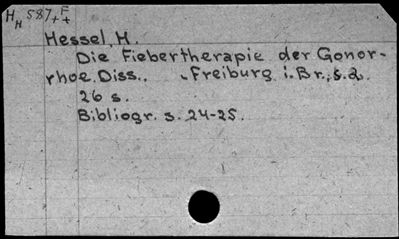 H H 587 + F +
Hessel, H.
Die Fiebertherapie der Gonor-
rhoe. Diss.. Freiburg i. Br., s. a.
26 s.
Bibliogr. s. 24-25.